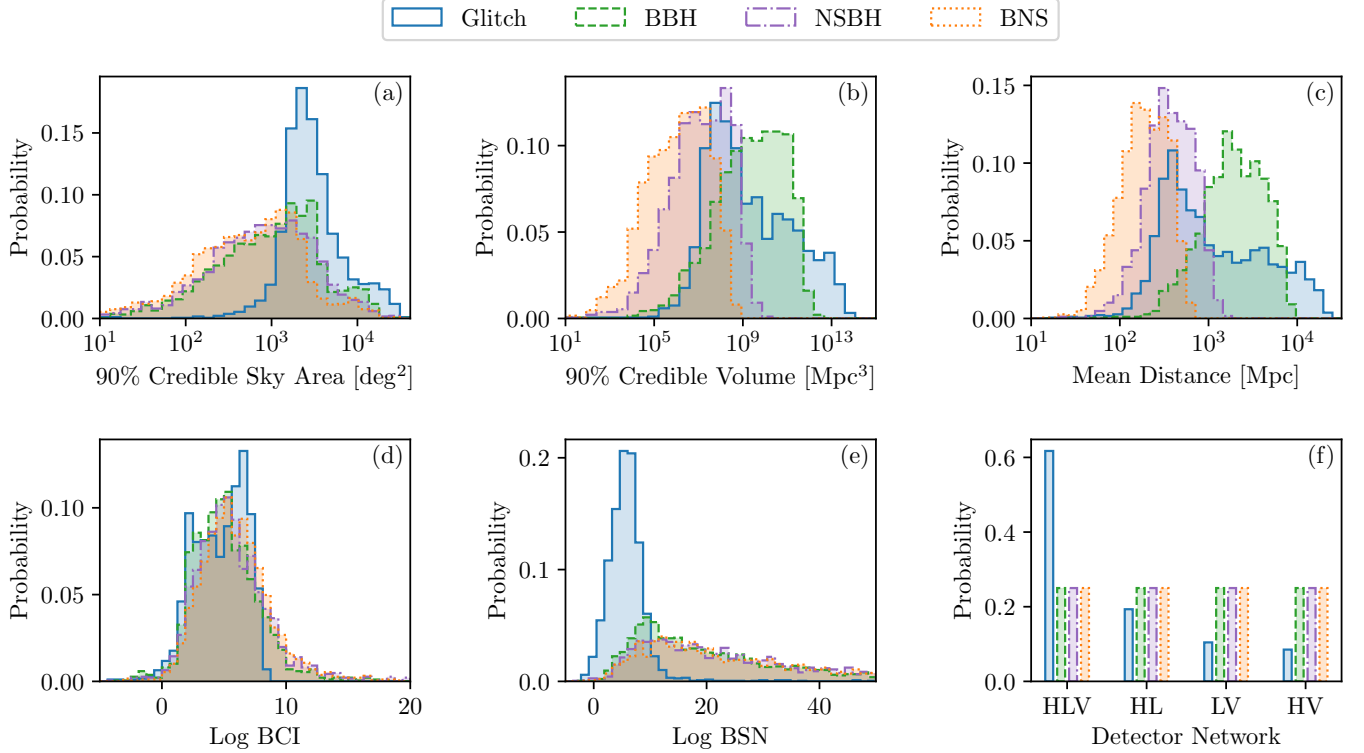 Glitch BBH NSBH BNS
(a) (b) (c)
Probability Probability Probability
0.15 0.10 0.05 0.00
0.10 0.05 0.00
0.15 0.10 0.05 0.00
10^1 10^2 10^3 10^4
10^1 10^5 10^9 10^13
10^1 10^2 10^3 10^4
90% Credible Sky Area [deg^2]
90% Credible Volume [Mpc^3]
Mean Distance [Mpc]
(d) (e) (f)
Probability Probability Probability
0.10 0.05 0.00
0.2 0.1 0.0
0.6 0.4 0.2 0.0
0 10 20
0 20 40
HLV HL LV HV
Log BCI
Log BSN
Detector Network